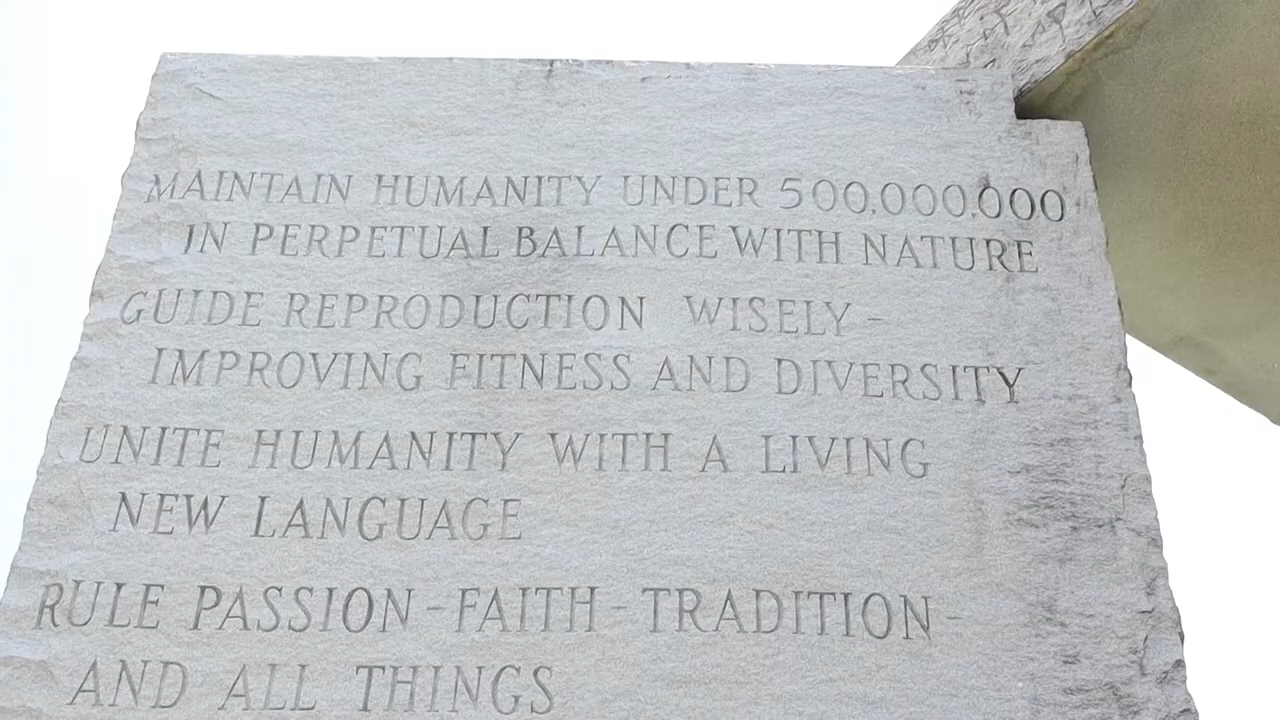 MAINTAIN HUMANITY UNDER 500,000,000
IN PERPETUAL BALANCE WITH NATURE
GUIDE REPRODUCTION WISELY -
IMPROVING FITNESS AND DIVERSITY
UNITE HUMANITY WITH A LIVING
NEW LANGUAGE
RULE PASSION - FAITH - TRADITION -
AND ALL THINGS